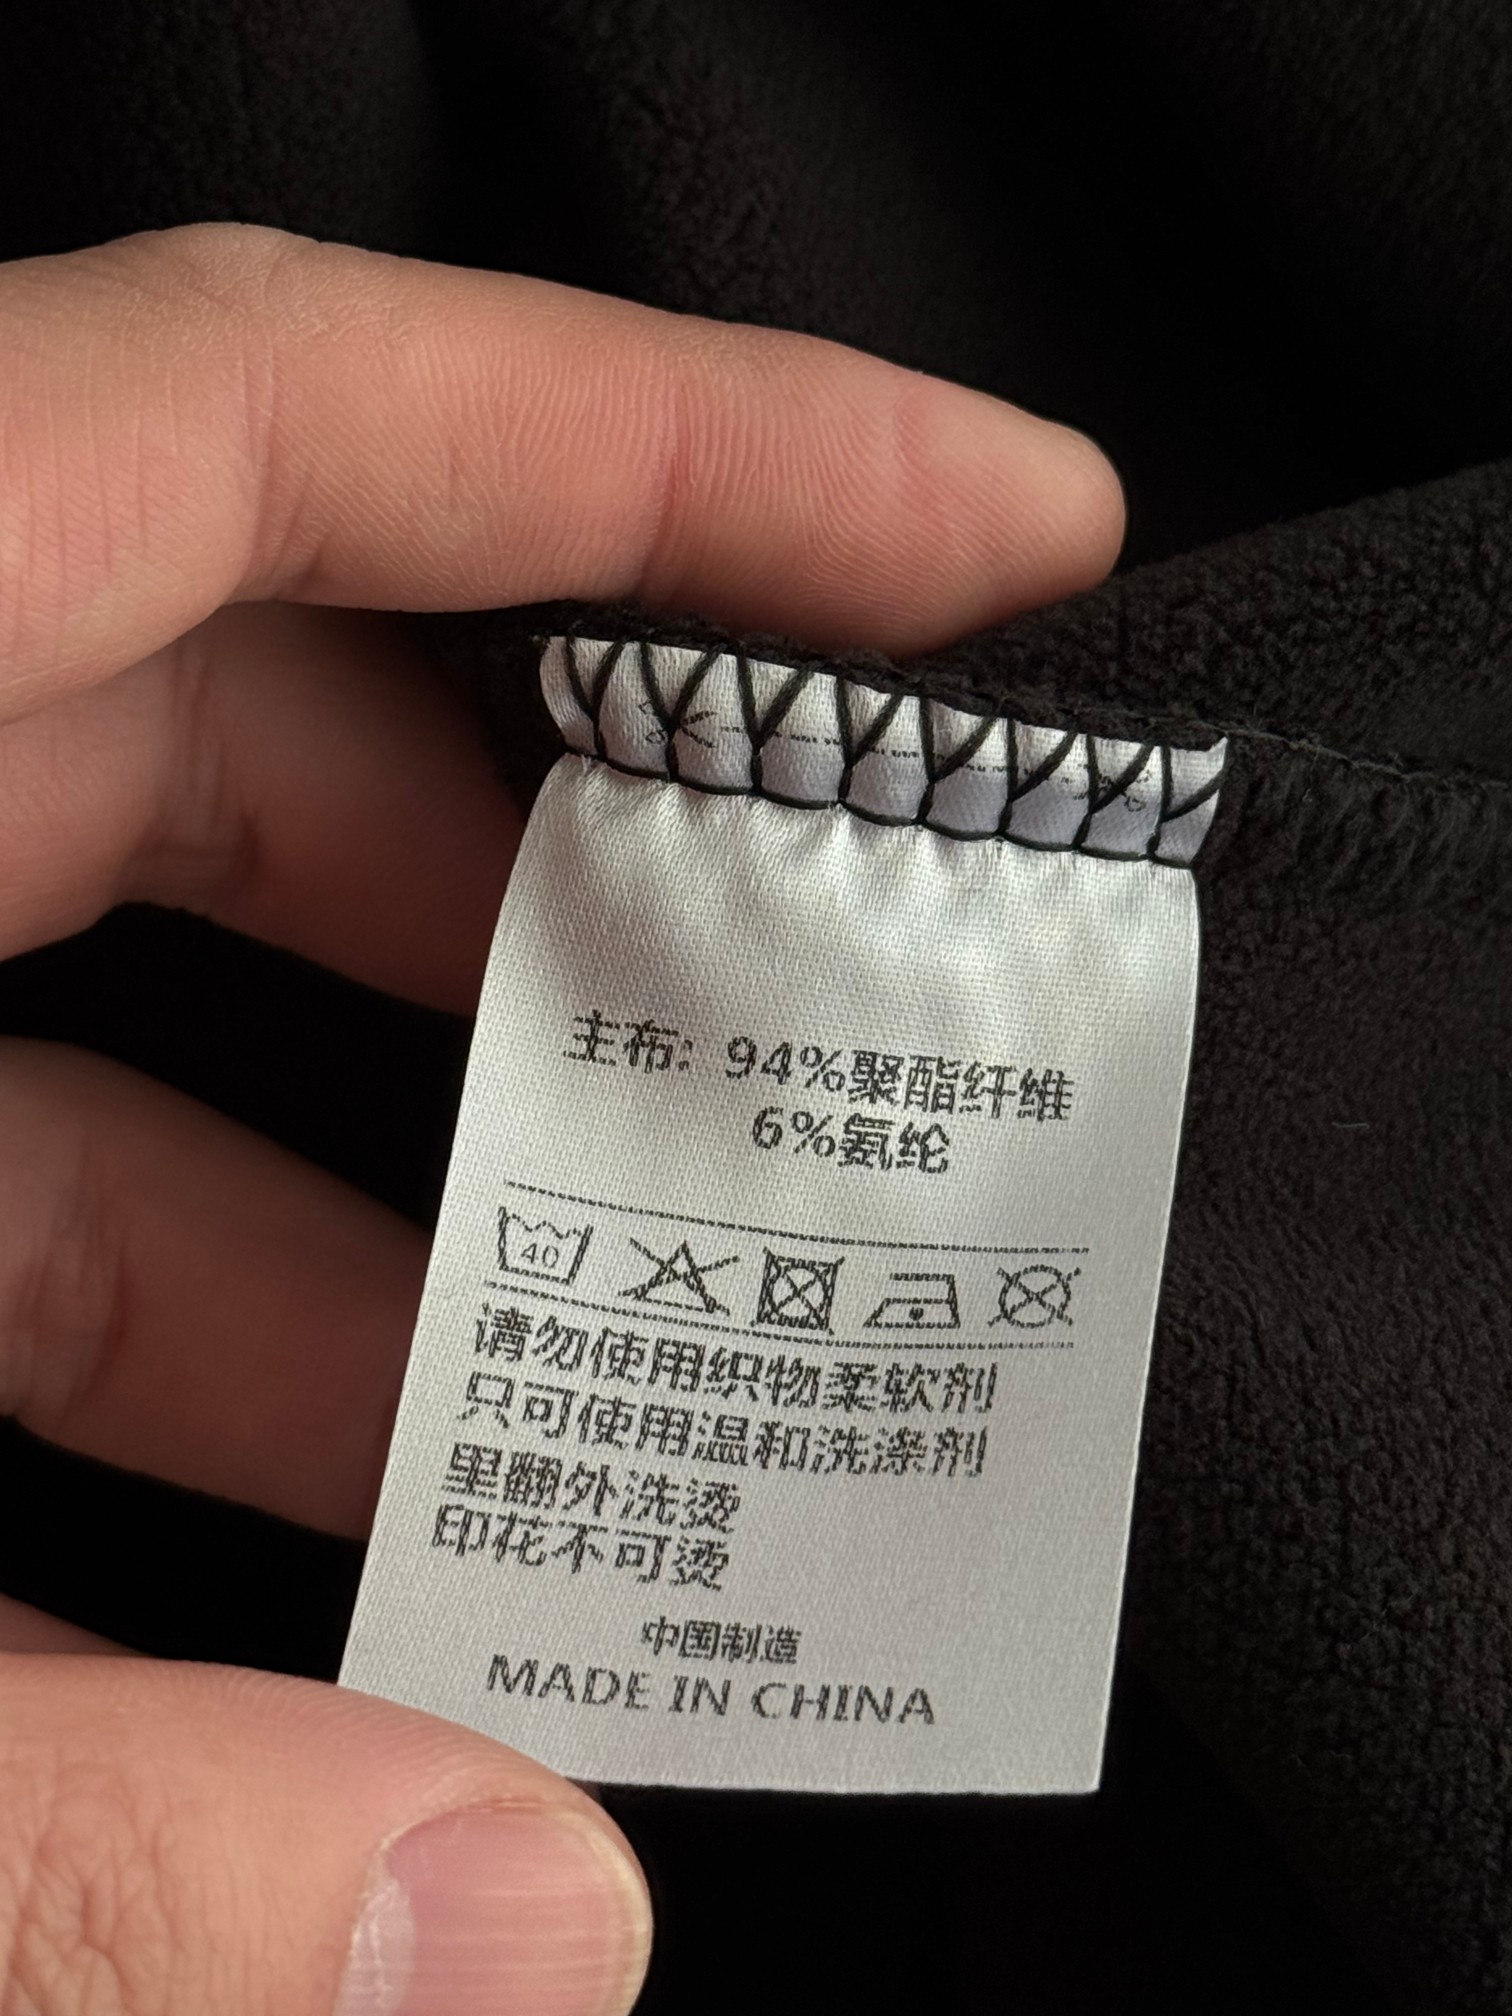 主布: 94%聚酯纤维
6%氨纶
40
请勿使用织物柔软剂
只可使用温和洗涤剂
里翻外洗烫
印花不可烫
中国制造
MADE IN CHINA